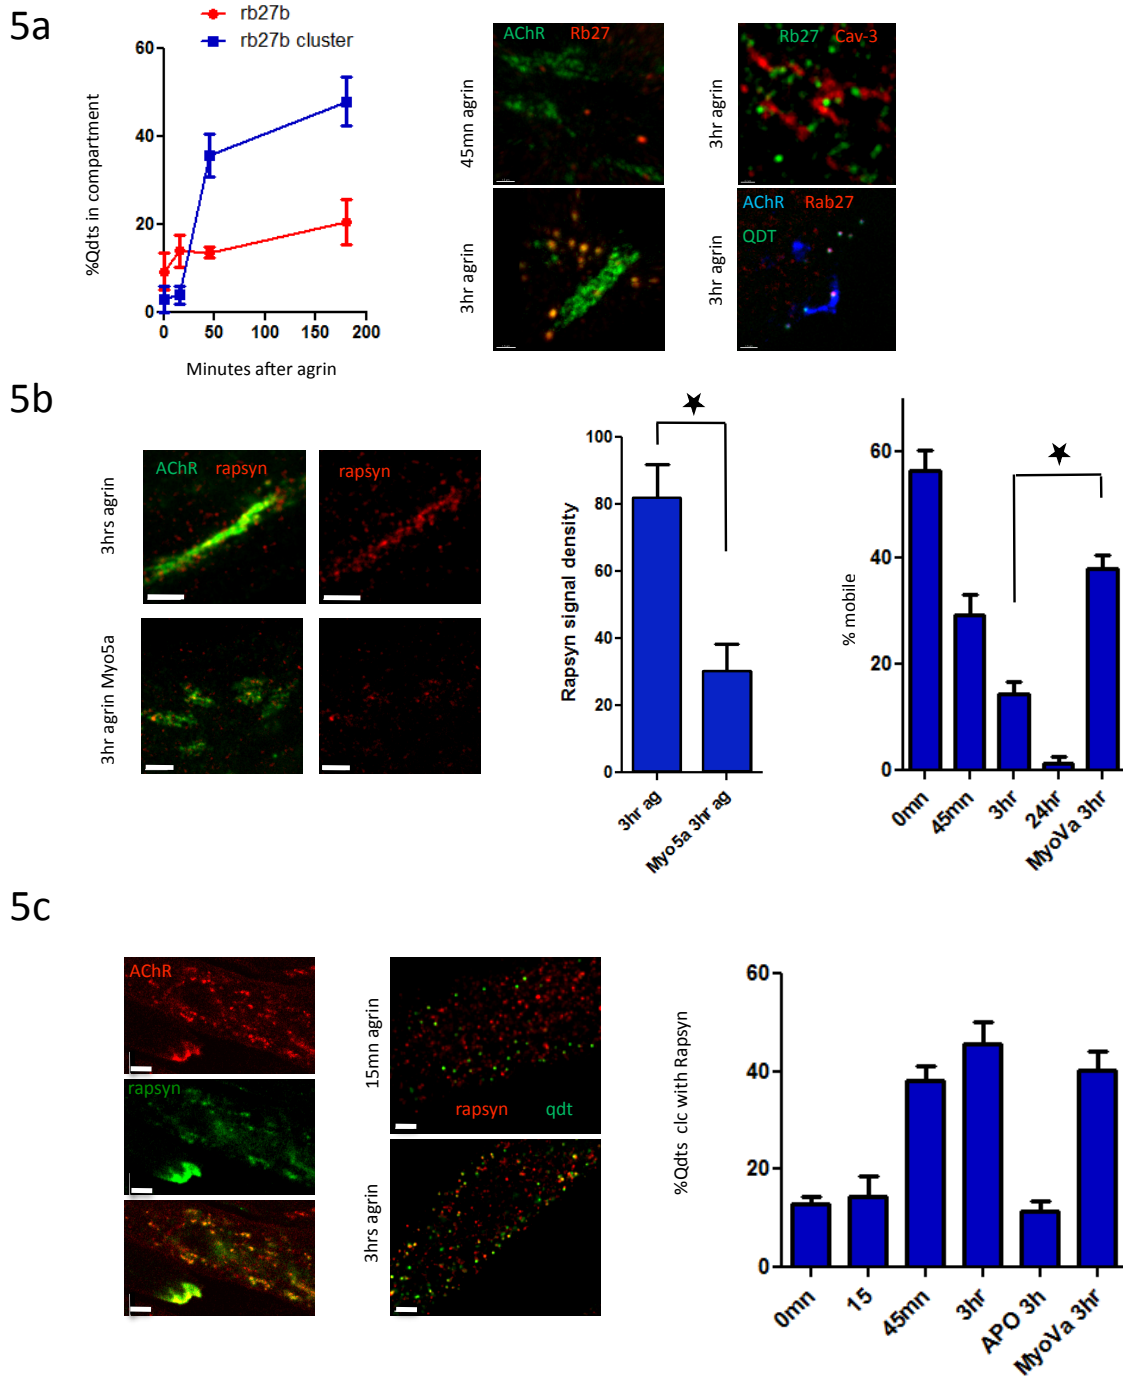 5a
rb27b
rb27b cluster
60
40
20
0
0 50 100 150 200
%Qdts in compartment
Minutes after agrin
45mn agrin
AChR Rb27
3hr agrin
Rb27 Cav-3
3hr agrin
3hr agrin
AChR Rab27
QDT
5b
3hrs agrin
AChR rapsyn
rapsyn
3hr agrin Myo5a
Rapsyn signal density
100
80
60
40
20
0
3hr ag
Myo5a 3hr ag
% mobile
60
40
20
0
0mn
45mn
3hr
24hr
MyoVa 3hr
5c
AChR
rapsyn
15mn agrin
rapsyn qdt
3hrs agrin
%Qdts clc with Rapsyn
60
40
20
0
0mn
15
45mn
3hr
APO 3h
MyoVa 3hr